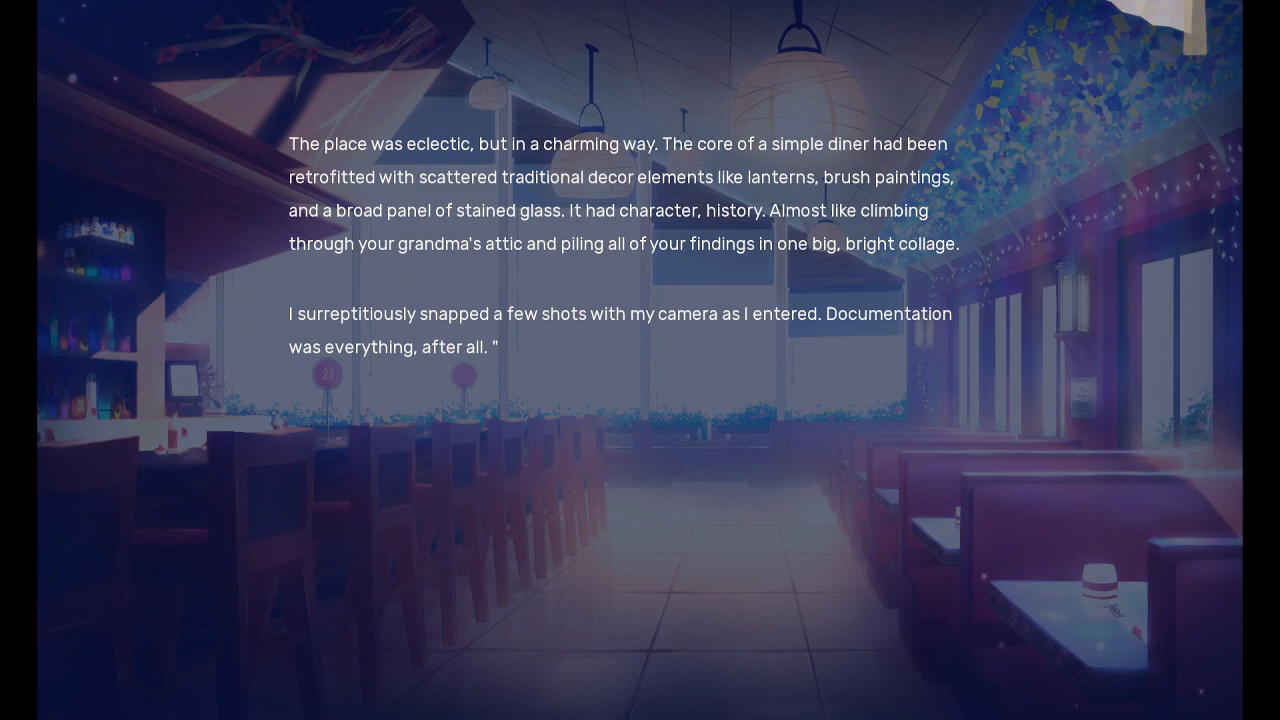 The place was eclectic, but in a charming way. The core of a simple diner had been
retrofitted with scattered traditional decor elements like lanterns, brush paintings,
and a broad panel of stained glass. It had character, history. Almost like climbing
through your grandma's attic and piling all of your findings in one big, bright collage.
I surreptitiously snapped a few shots with my camera as I entered. Documentation
was everything, after all. "
21